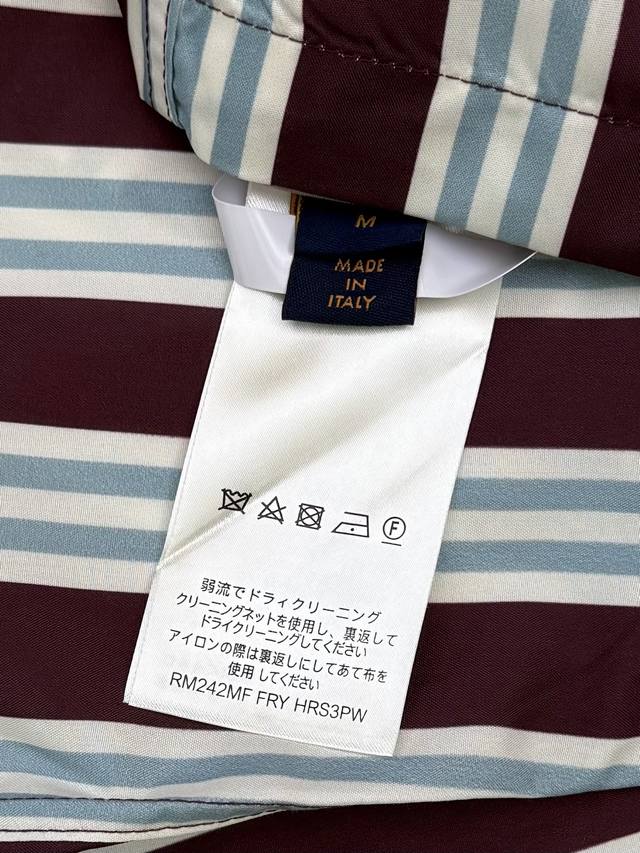 M
MADE
IN
ITALY
F
弱流でドライクリーニング
クリーニングネットを使用し、裏返して
ドライクリーニングしてください
アイロンの際は裏返しにしてあて布を
使用 してください
RM242MF FRY HRS3PW